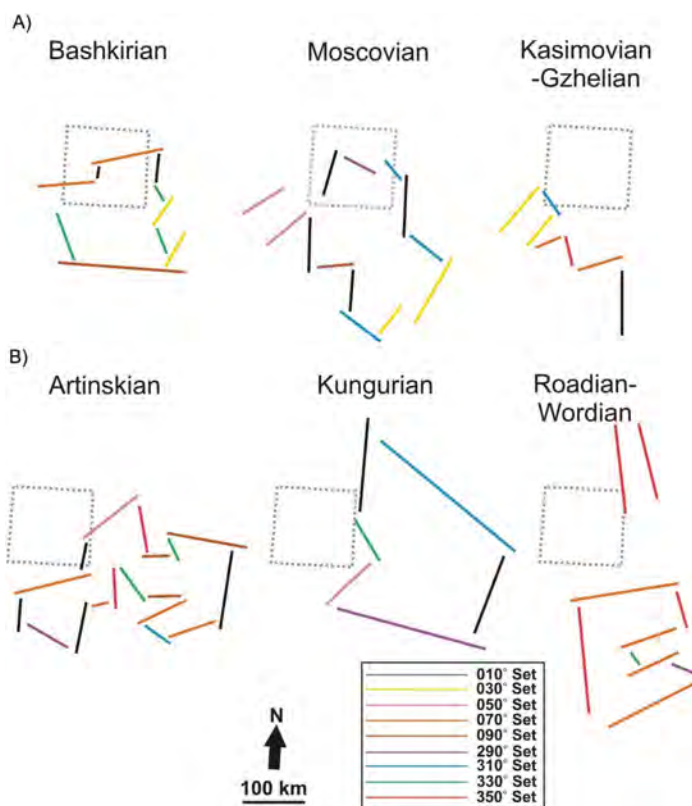 A)
Bashkirian
Moscovian
Kasimovian
-Gzhelian
B)
Artinskian
Kungurian
Roadian-
Wordian
N
100 km
010° Set
030° Set
050° Set
070° Set
090° Set
290° Set
310° Set
330° Set
350° Set